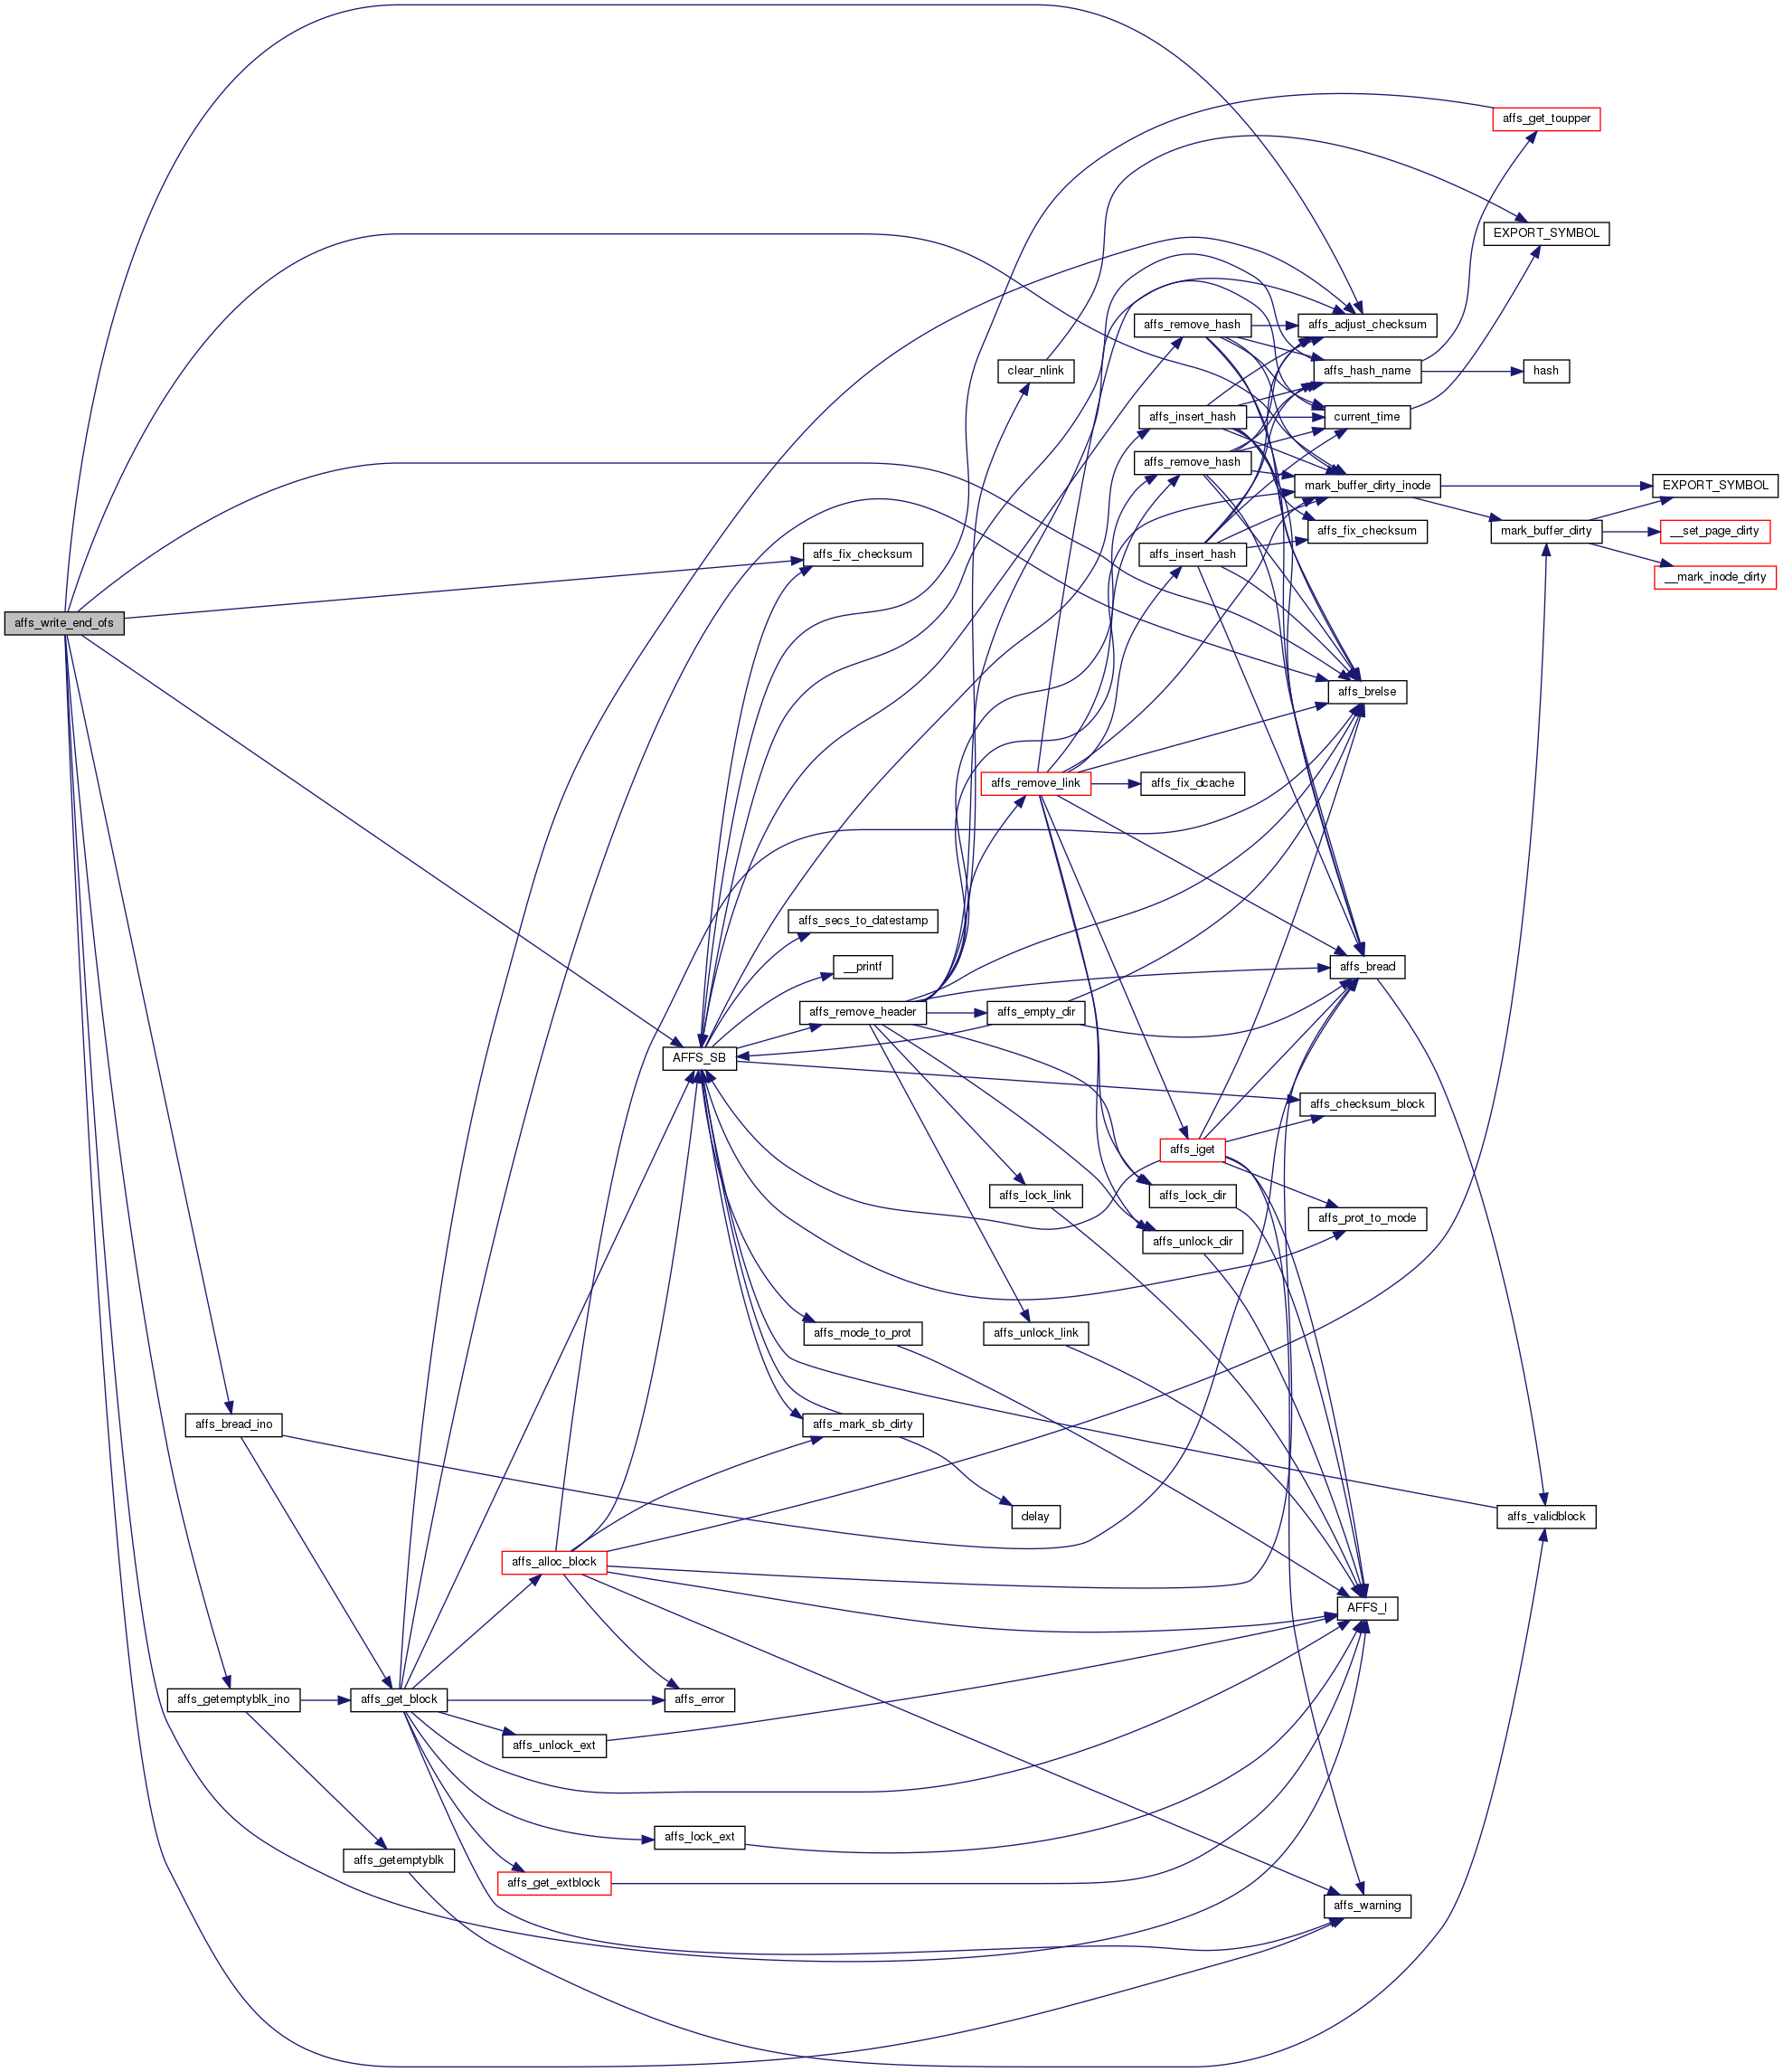 affs_get_toupper
EXPORT_SYMBOL
affs_remove_hash
affs_adjust_checksum
clear_nlink
affs_hash_name
hash
affs_insert_hash
current_time
affs_remove_hash
mark_buffer_dirty_inode
EXPORT_SYMBOL
affs_fix_checksum
affs_insert_hash
affs_fix_checksum
mark_buffer_dirty
__set_page_dirty
__mark_inode_dirty
affs_write_end_ofs
affs_brelse
affs_remove_link
affs_fix_dcache
affs_secs_to_datestamp
__printf
affs_bread
affs_remove_header
affs_empty_dir
AFFS_SB
affs_checksum_block
affs_iget
affs_lock_link
affs_lock_dir
affs_prot_to_mode
affs_unlock_dir
affs_mode_to_prot
affs_unlock_link
affs_bread_ino
affs_mark_sb_dirty
delay
affs_validblock
affs_alloc_block
AFFS_I
affs_getemptyblk_ino
affs_get_block
affs_error
affs_unlock_ext
affs_lock_ext
affs_getemptyblk
affs_get_extblock
affs_warning